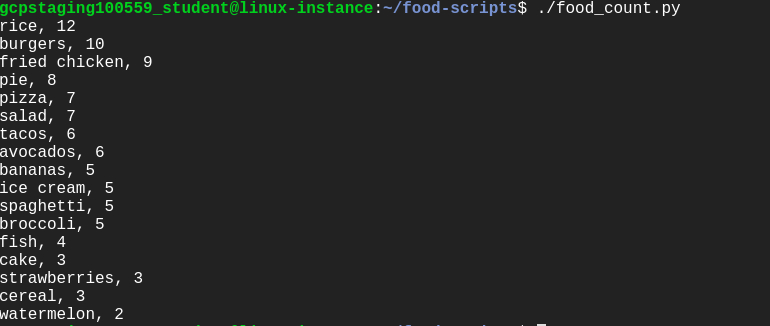 gcpstaging100559_student@linux-instance:~/food-scripts$ ./food_count.py
rice, 12
burgers, 10
fried chicken, 9
pie, 8
pizza, 7
salad, 7
tacos, 6
avocados, 6
bananas, 5
ice cream, 5
spaghetti, 5
broccoli, 5
fish, 4
cake, 3
strawberries, 3
cereal, 3
watermelon, 2